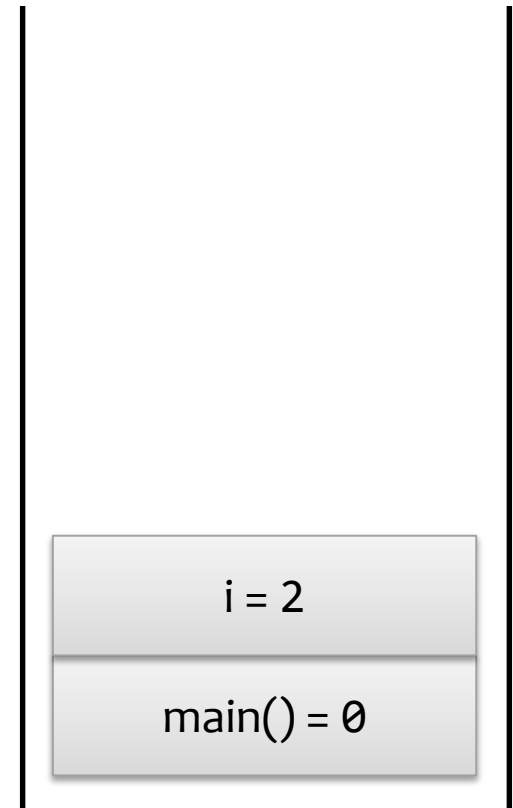 i = 2
main() = 0